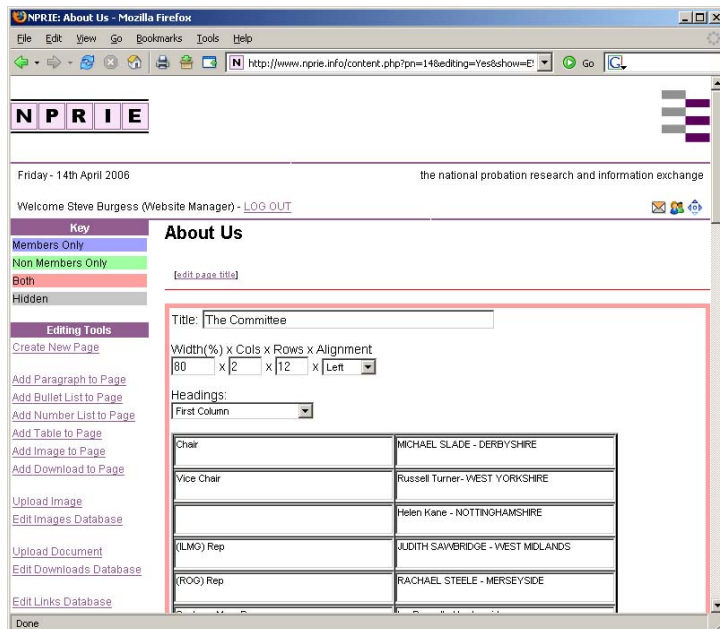 NPRIE: About Us - Mozilla Firefox
File Edit View Go Bookmarks Tools Help
N http://www.nprie.info/content.php?pn=14&editing=Yes&show=E Go G
NPRIE
Friday - 14th April 2006
the national probation research and information exchange
Welcome Steve Burgess (Website Manager) - LOG OUT
Key
Members Only
Non Members Only
Both
Hidden
Editing Tools
Create New Page
Add Paragraph to Page
Add Bullet List to Page
Add Number List to Page
Add Table to Page
Add Image to Page
Add Download to Page
Upload Image
Edit Images Database
Upload Document
Edit Downloads Database
Edit Links Database
About Us
[edit page title]
Title: The Committee
Width(%) x Cols x Rows x Alignment
80 x 2 x 12 x Left
Headings:
First Column
Chair MICHAEL SLADE - DERBYSHIRE
Vice Chair Russell Turner- WEST YORKSHIRE
Helen Kane - NOTTINGHAMSHIRE
(ILMG) Rep JUDITH SAWBRIDGE - WEST MIDLANDS
(ROG) Rep RACHAEL STEELE - MERSEYSIDE
Done